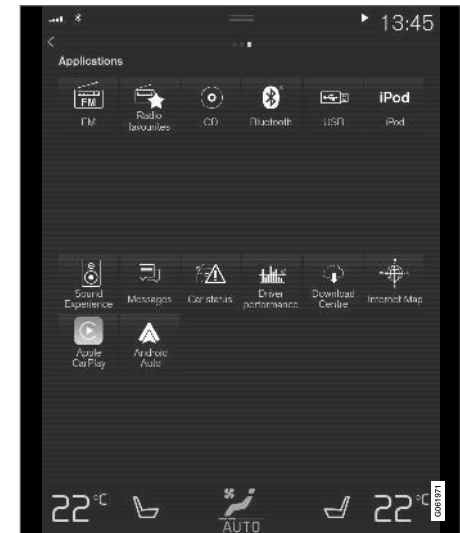 13:45
Applications
FM
iPod
FM
Radio
favourites
CD
Bluetooth
USB
iPod
Sound
Experience
Messages
Car status
Driver
performance
Download
Centre
Internet Map
Apple
CarPlay
Android
Auto
22°C
AUTO
22°C
G061971